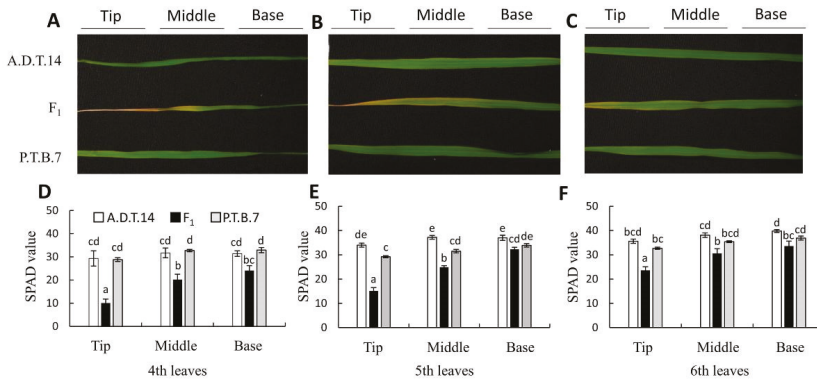 A Tip Middle Base B Tip Middle Base C Tip Middle Base
A.D.T.14
F1
P.T.B.7
D E F
A.D.T.14 F1 P.T.B.7
SPAD value
50
40
30
20
10
0
cd a cd
cd b d
cd bc d
Tip Middle Base
4th leaves
SPAD value
50
40
30
20
10
0
de a c
e b cd
e cd de
Tip Middle Base
5th leaves
SPAD value
50
40
30
20
10
0
bcd a bc
cd b bcd
d bc cd
Tip Middle Base
6th leaves